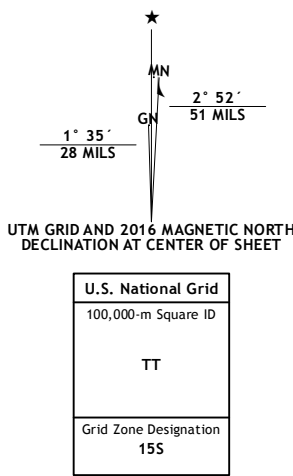 ★
MN
GN
2° 52´
51 MILS
1° 35´
28 MILS
UTM GRID AND 2016 MAGNETIC NORTH
DECLINATION AT CENTER OF SHEET
U.S. National Grid
100,000-m Square ID
TT
Grid Zone Designation
15S